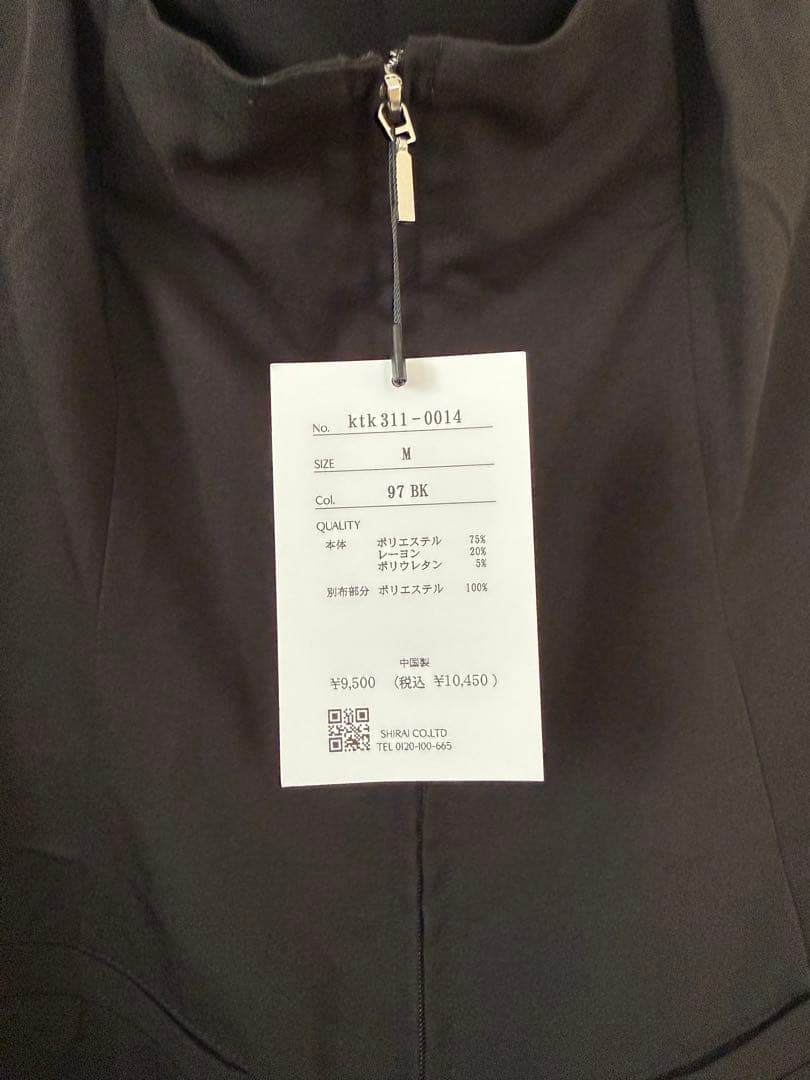 No. ktk311-0014
SIZE M
Col. 97 BK
QUALITY
本体 ポリエステル 75%
レーヨン 20%
ポリウレタン 5%
別布部分 ポリエステル 100%
中国製
¥9,500 (税込 ¥10,450)
SHIRAI CO.LTD
TEL 0120-100-665